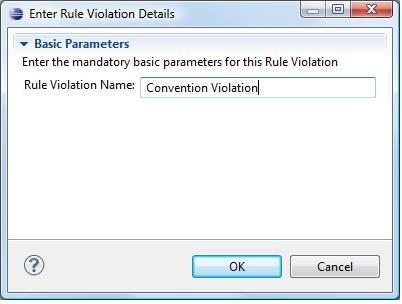 Enter Rule Violation Details
Basic Parameters
Enter the mandatory basic parameters for this Rule Violation
Rule Violation Name: Convention Violation
?
OK Cancel